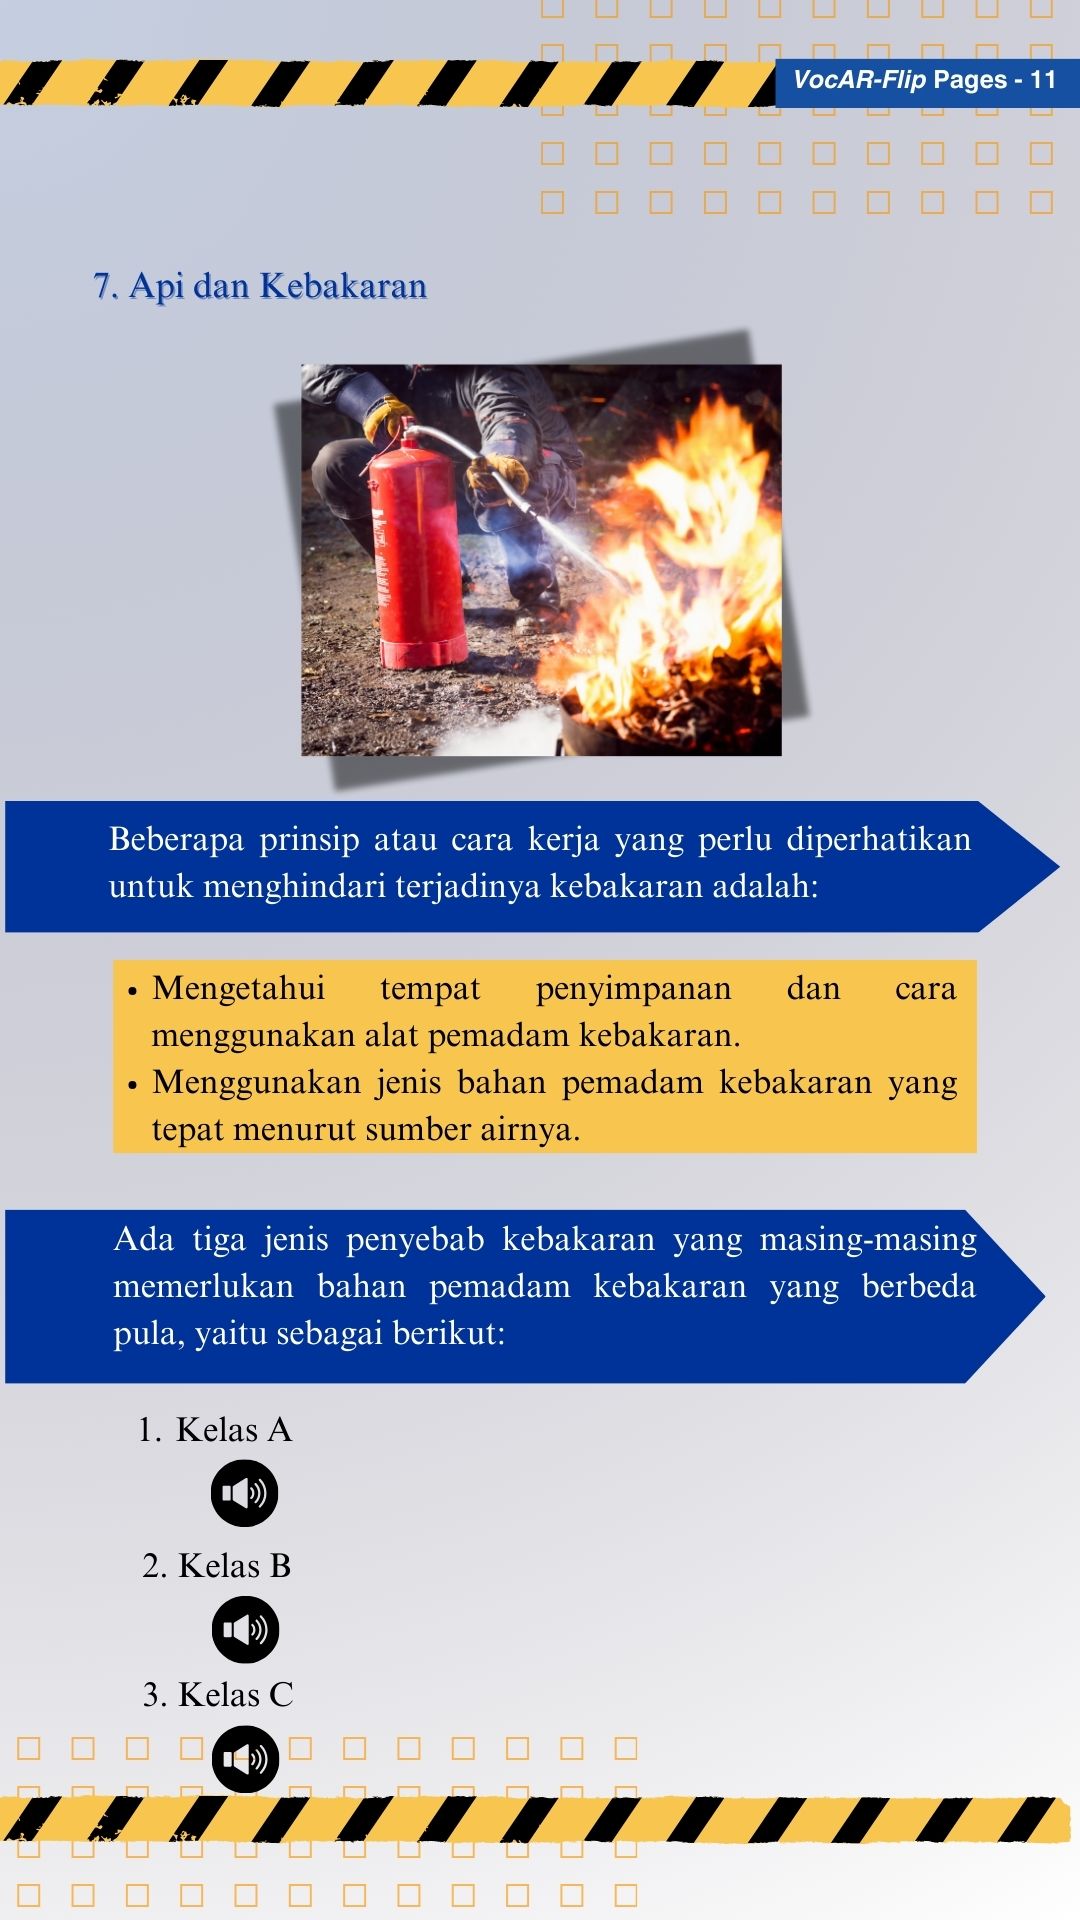 VocAR-Flip Pages - 11
7. Api dan Kebakaran
Beberapa prinsip atau cara kerja yang perlu diperhatikan
untuk menghindari terjadinya kebakaran adalah:
• Mengetahui tempat penyimpanan dan cara
menggunakan alat pemadam kebakaran.
• Menggunakan jenis bahan pemadam kebakaran yang
tepat menurut sumber airnya.
Ada tiga jenis penyebab kebakaran yang masing-masing
memerlukan bahan pemadam kebakaran yang berbeda
pula, yaitu sebagai berikut:
1. Kelas A
2. Kelas B
3. Kelas C